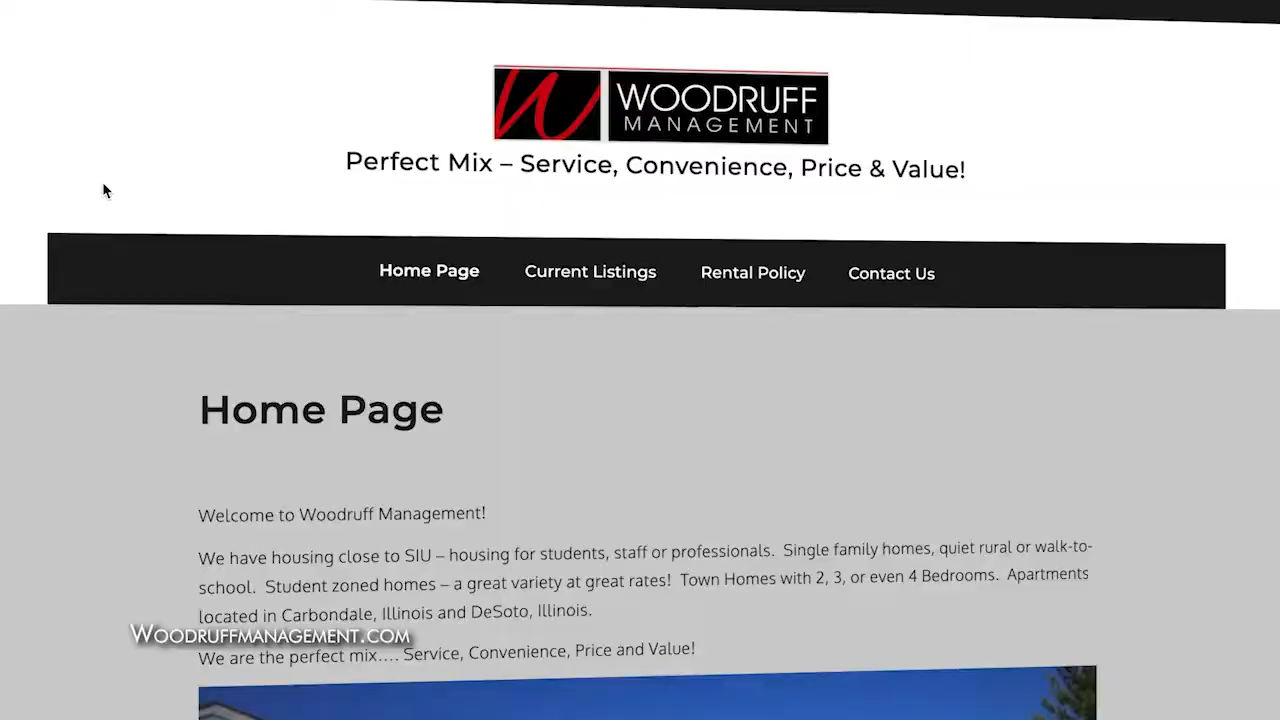 W WOODRUFF
MANAGEMENT
Perfect Mix – Service, Convenience, Price & Value!
Home Page Current Listings Rental Policy Contact Us
Home Page
Welcome to Woodruff Management!
We have housing close to SIU – housing for students, staff or professionals. Single family homes, quiet rural or walk-to-
school. Student zoned homes – a great variety at great rates! Town Homes with 2, 3, or even 4 Bedrooms. Apartments
located in Carbondale, Illinois and DeSoto, Illinois.
WOODRUFFMANAGEMENT.COM
We are the perfect mix.... Service, Convenience, Price and Value!